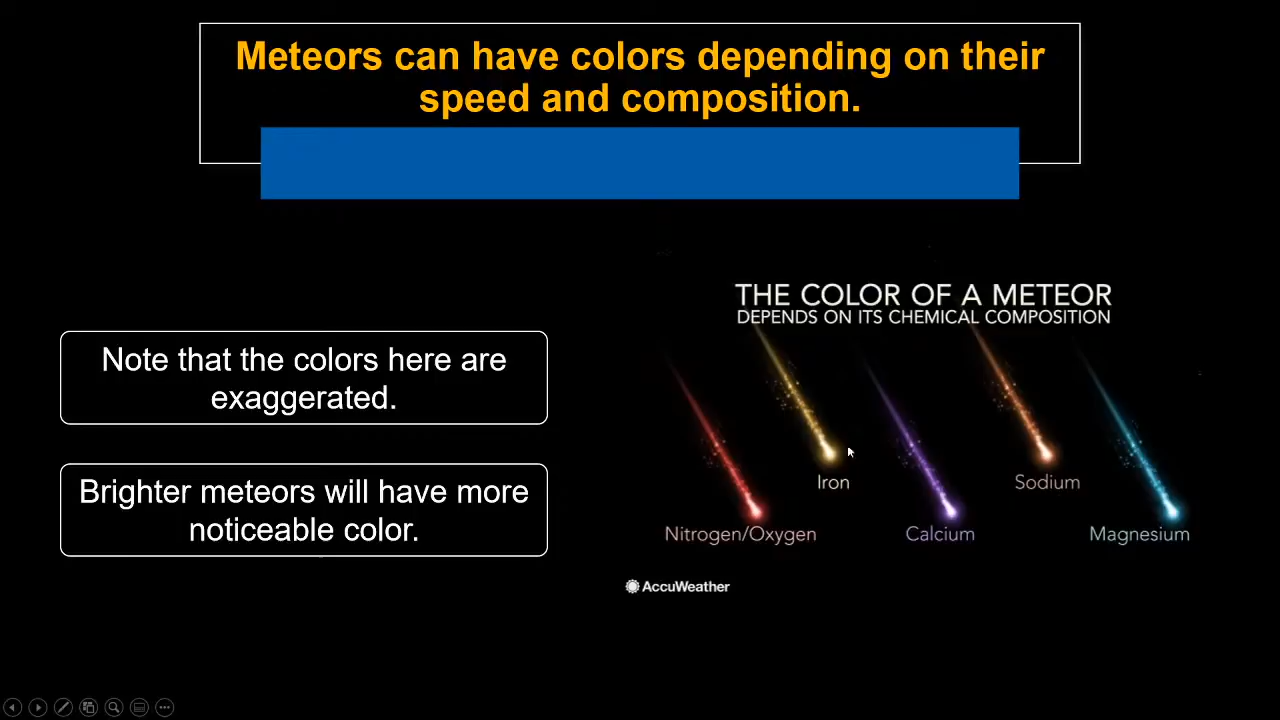 Meteors can have colors depending on their
speed and composition.
Note that the colors here are
exaggerated.
Brighter meteors will have more
noticeable color.
THE COLOR OF A METEOR
DEPENDS ON ITS CHEMICAL COMPOSITION
Iron
Sodium
Nitrogen/Oxygen
Calcium
Magnesium
AccuWeather